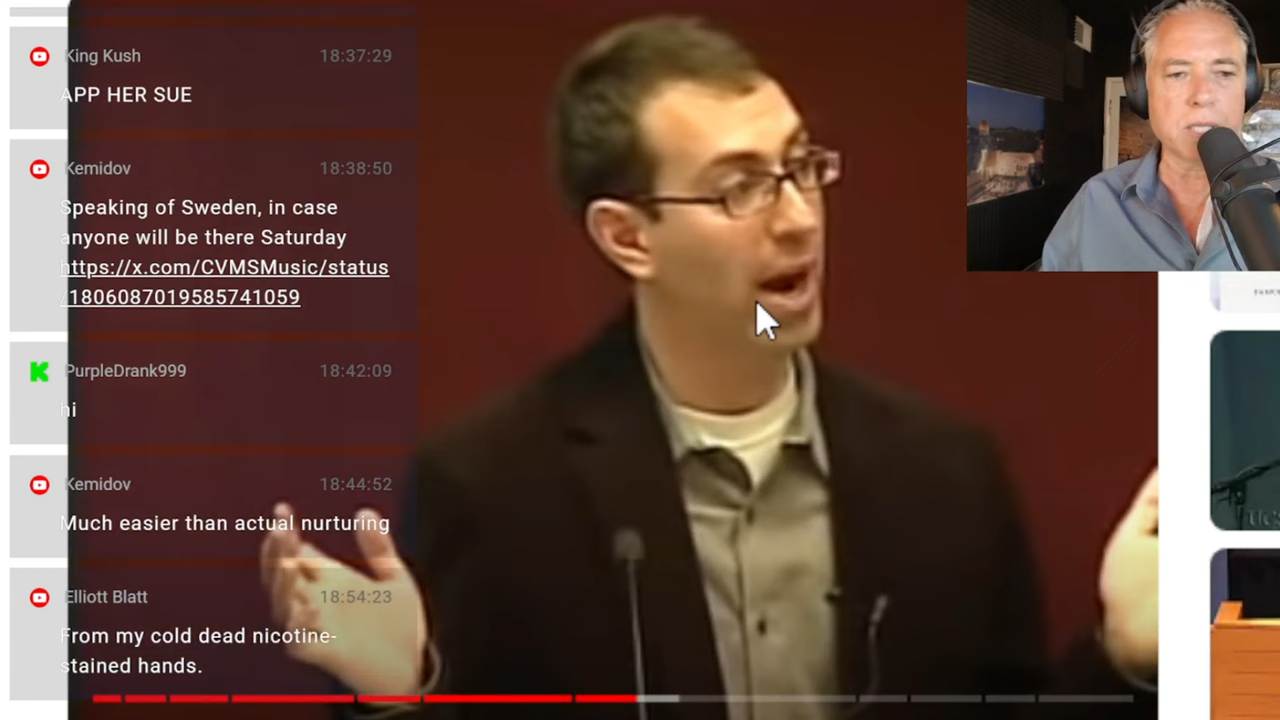 King Kush 18:37:29
APP HER SUE
Kemidov 18:38:50
Speaking of Sweden, in case
anyone will be there Saturday
https://x.com/CVMSMusic/status
/1806087019585741059
PurpleDrank999 18:42:09
hi
Kemidov 18:44:52
Much easier than actual nurturing
Elliott Blatt 18:54:23
From my cold dead nicotine-
stained hands.